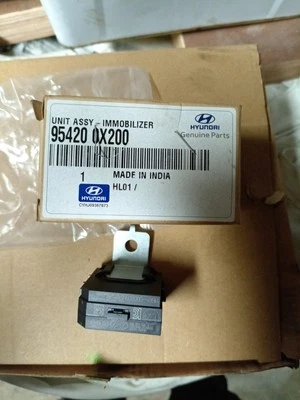 UNIT ASSY - IMMOBILIZER
95420 0X200
HYUNDAI
Genuine Parts
1 MADE IN INDIA
HL01 /
HYUNDAI